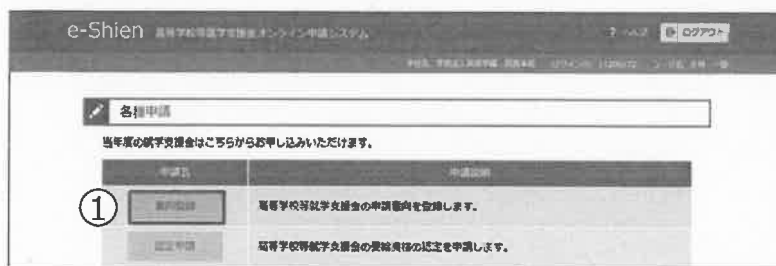 e-Shien 高等学校等就学支援金オンライン申請システム
ログアウト
各種申請
当年度の就学支援金はこちらからお申し込みいただけます。
申請名 申請説明
① 意向登録 高等学校等就学支援金の申請意向を登録します。
認定申請 高等学校等就学支援金の受給資格の認定を申請します。